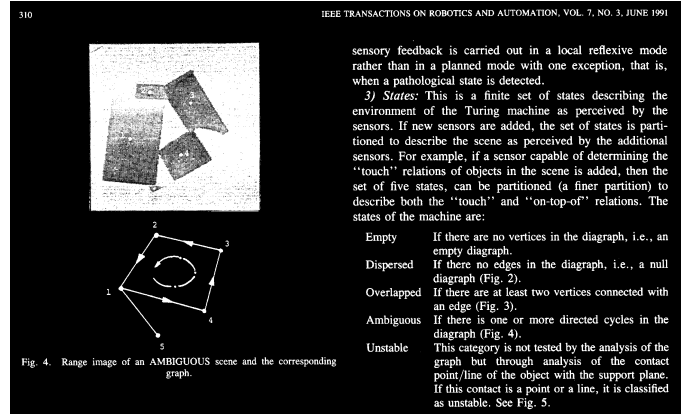 310
IEEE TRANSACTIONS ON ROBOTICS AND AUTOMATION, VOL. 7, NO. 3, JUNE 1991
2
3
1
4
5
Fig. 4. Range image of an AMBIGUOUS scene and the corresponding
graph.
sensory feedback is carried out in a local reflexive mode
rather than in a planned mode with one exception, that is,
when a pathological state is detected.
3) States: This is a finite set of states describing the
environment of the Turing machine as perceived by the
sensors. If new sensors are added, the set of states is parti-
tioned to describe the scene as perceived by the additional
sensors. For example, if a sensor capable of determining the
‘‘touch’’ relations of objects in the scene is added, then the
set of five states, can be partitioned (a finer partition) to
describe both the ‘‘touch’’ and ‘‘on-top-of’’ relations. The
states of the machine are:
Empty If there are no vertices in the diagraph, i.e., an
empty diagraph.
Dispersed If there no edges in the diagraph, i.e., a null
diagraph (Fig. 2).
Overlapped If there are at least two vertices connected with
an edge (Fig. 3).
Ambiguous If there is one or more directed cycles in the
diagraph (Fig. 4).
Unstable This category is not tested by the analysis of the
graph but through analysis of the contact
point/line of the object with the support plane.
If this contact is a point or a line, it is classified
as unstable. See Fig. 5.